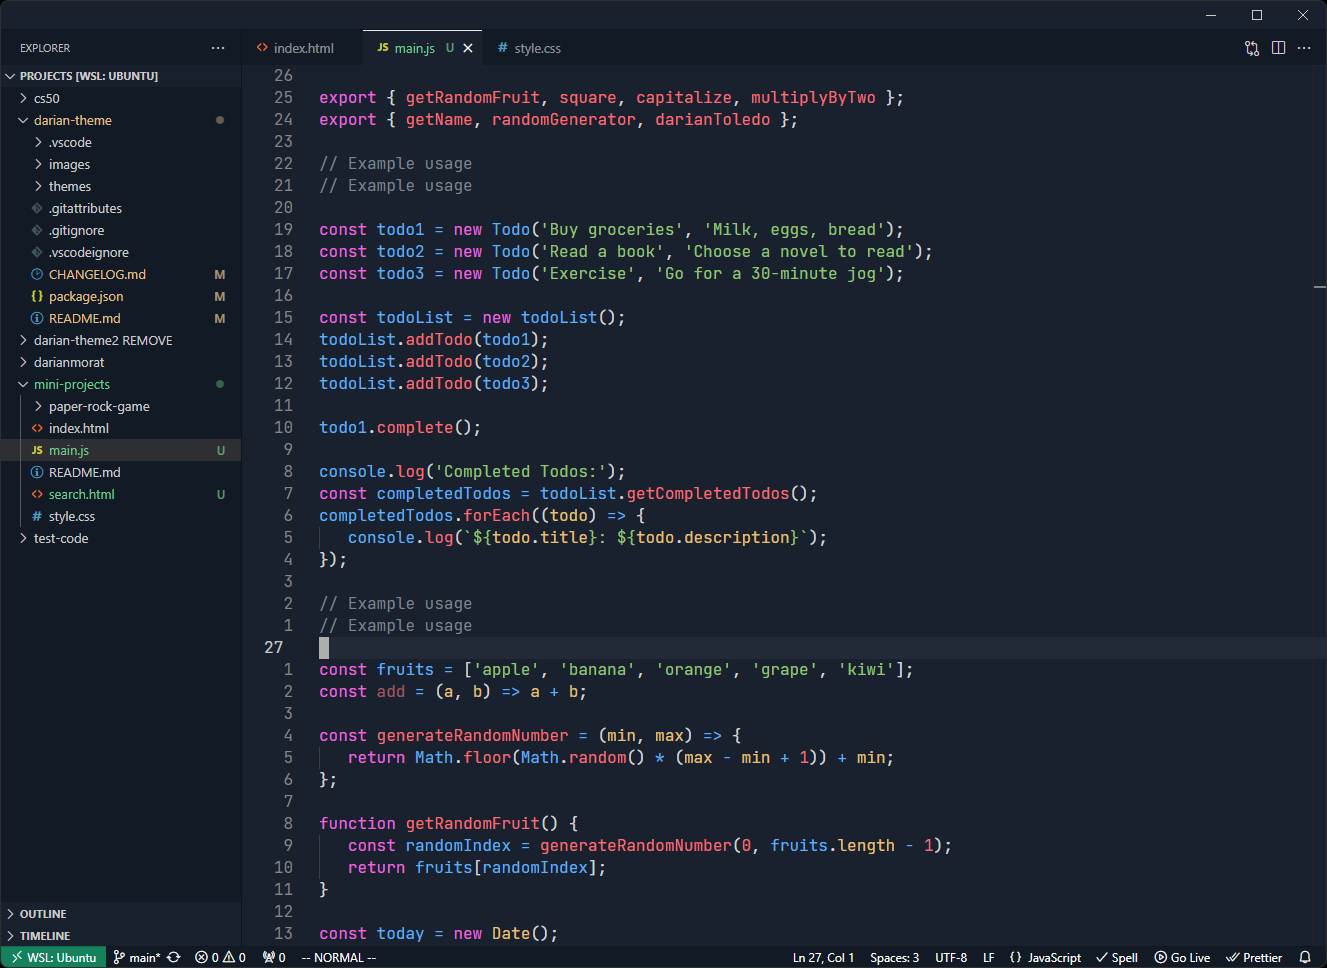 EXPLORER
PROJECTS [WSL: UBUNTU]
cs50
darian-theme
.vscode
images
themes
.gitattributes
.gitignore
.vscodeignore
CHANGELOG.md M
{} package.json M
README.md M
darian-theme2 REMOVE
darianmorat
mini-projects
paper-rock-game
<> index.html
JS main.js U
README.md
<> search.html U
# style.css
test-code
OUTLINE
TIMELINE
<> index.html JS main.js U # style.css
26
25 export { getRandomFruit, square, capitalize, multiplyByTwo };
24 export { getName, randomGenerator, darianToledo };
23
22 // Example usage
21 // Example usage
20
19 const todo1 = new Todo('Buy groceries', 'Milk, eggs, bread');
18 const todo2 = new Todo('Read a book', 'Choose a novel to read');
17 const todo3 = new Todo('Exercise', 'Go for a 30-minute jog');
16
15 const todoList = new todoList();
14 todoList.addTodo(todo1);
13 todoList.addTodo(todo2);
12 todoList.addTodo(todo3);
11
10 todo1.complete();
9
8 console.log('Completed Todos:');
7 const completedTodos = todoList.getCompletedTodos();
6 completedTodos.forEach((todo) => {
5 console.log(`${todo.title}: ${todo.description}`);
4 });
3
2 // Example usage
1 // Example usage
27
1 const fruits = ['apple', 'banana', 'orange', 'grape', 'kiwi'];
2 const add = (a, b) => a + b;
3
4 const generateRandomNumber = (min, max) => {
5 return Math.floor(Math.random() * (max - min + 1)) + min;
6 };
7
8 function getRandomFruit() {
9 const randomIndex = generateRandomNumber(0, fruits.length - 1);
10 return fruits[randomIndex];
11 }
12
13 const today = new Date();
WSL: Ubuntu main* 0 0 0 -- NORMAL -- Ln 27, Col 1 Spaces: 3 UTF-8 LF {} JavaScript Spell Go Live Prettier